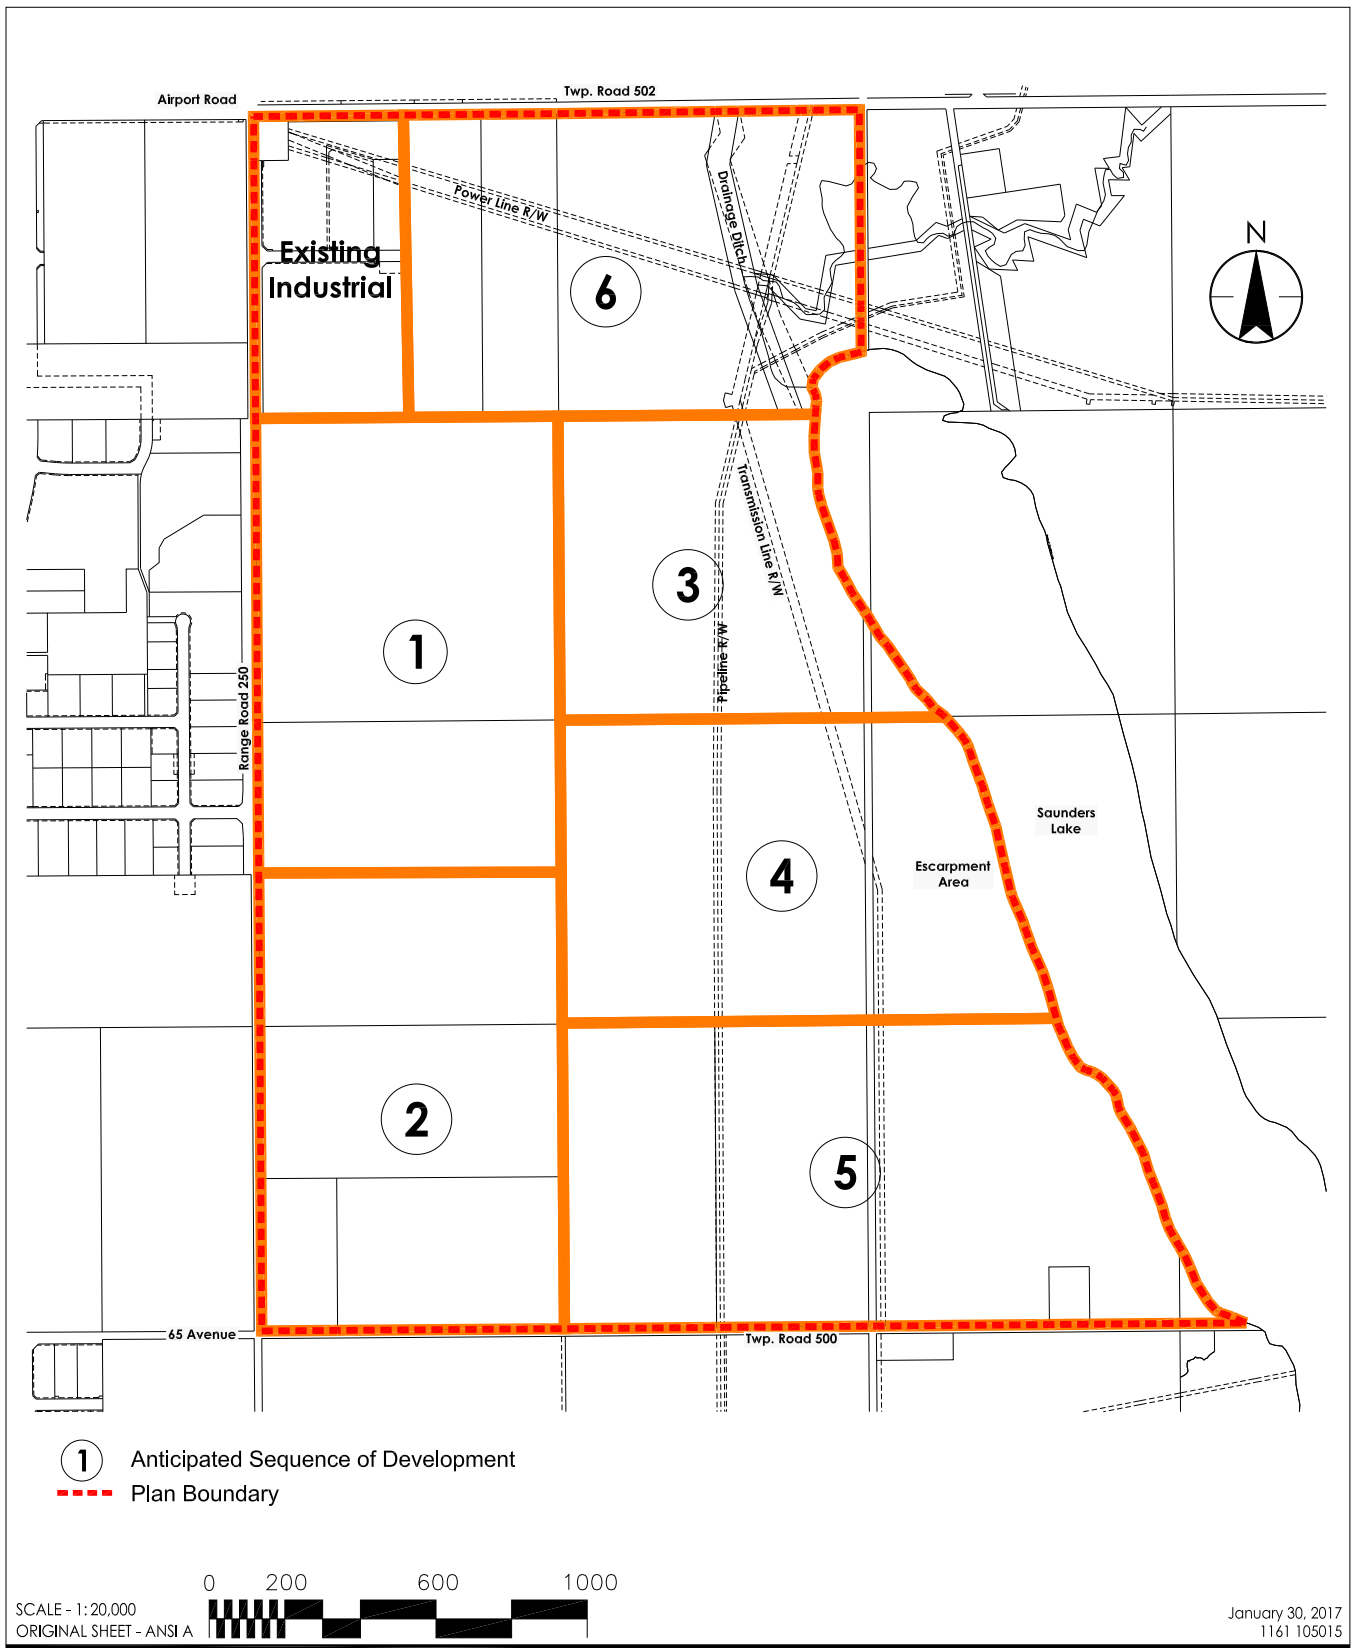 Airport Road
Twp. Road 502
Power Line R/W
Drainage Ditch
Existing
Industrial
6
N
Transmission Line R/W
3
Pipeline R/W
1
Range Road 250
Saunders
Lake
4
Escarpment
Area
2
5
65 Avenue
Twp. Road 500
1 Anticipated Sequence of Development
Plan Boundary
0 200 600 1000
SCALE - 1: 20,000
ORIGINAL SHEET - ANSI A
January 30, 2017
1161 105015